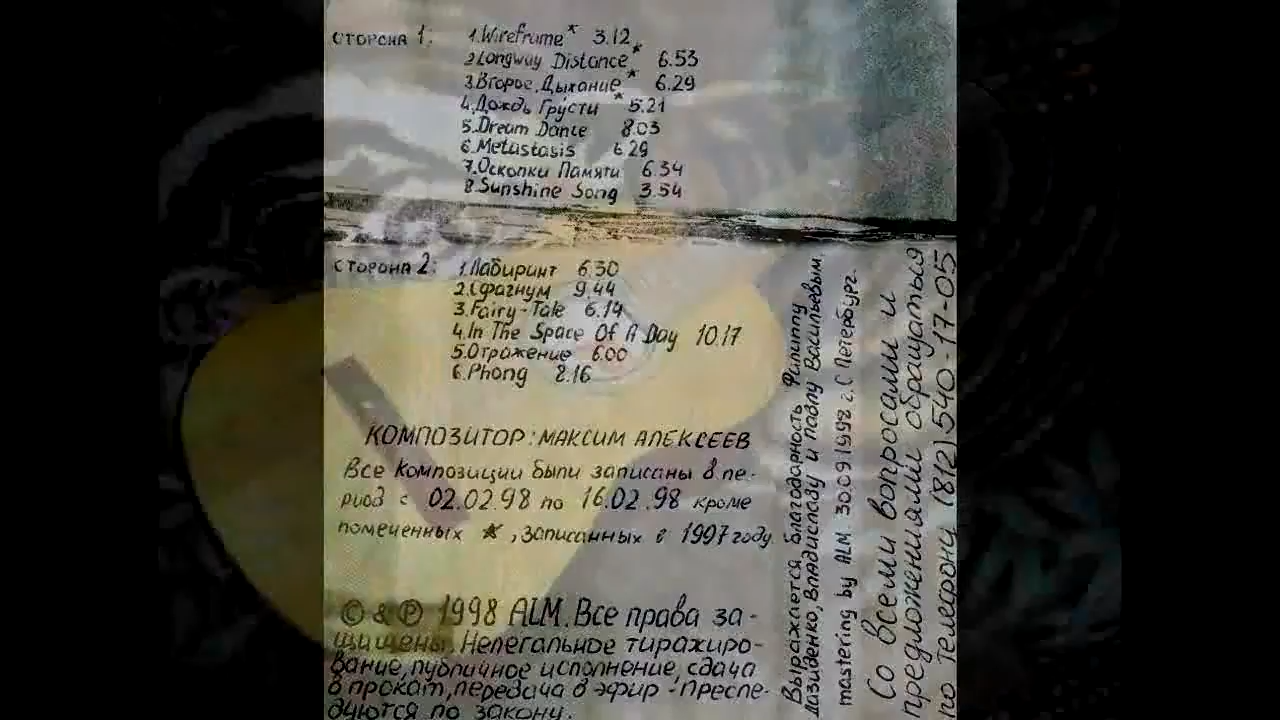 СТОРОНА 1:
1.Wireframe* 3.12
2.Longway Distance* 6.53
3.Второе Дыхание* 6.29
4.Дождь Грусти* 5.21
5.Dream Dance 8.03
6.Metastasis 6.29
7.Осколки Памяти 6.34
8.Sunshine Song 3.54
СТОРОНА 2:
1.Лабиринт 6.30
2.Сфагнум 9.44
3.Fairy-Tale 6.14
4.In The Space Of A Day 10.17
5.Отражение 6.00
6.Phong 8.16
КОМПОЗИТОР: МАКСИМ АЛЕКСЕЕВ
Все композиции были записаны в пе-
риод с 02.02.98 по 16.02.98 кроме
помеченных *, записанных в 1997 году.
© & ℗ 1998 ALM. Все права за-
щищены. Нелегальное тиражиро-
вание, публичное исполнение, сдача
в прокат, передача в эфир - пресле-
дуются по закону.
Выражается благодарность Филиппу
Давиденко, Владиславу и Павлу Васильевым.
mastering by ALM 30.09.1998 г. С Петербург.
Со всеми вопросами и
предложениями обращаться
по телефону (812) 540-17-05